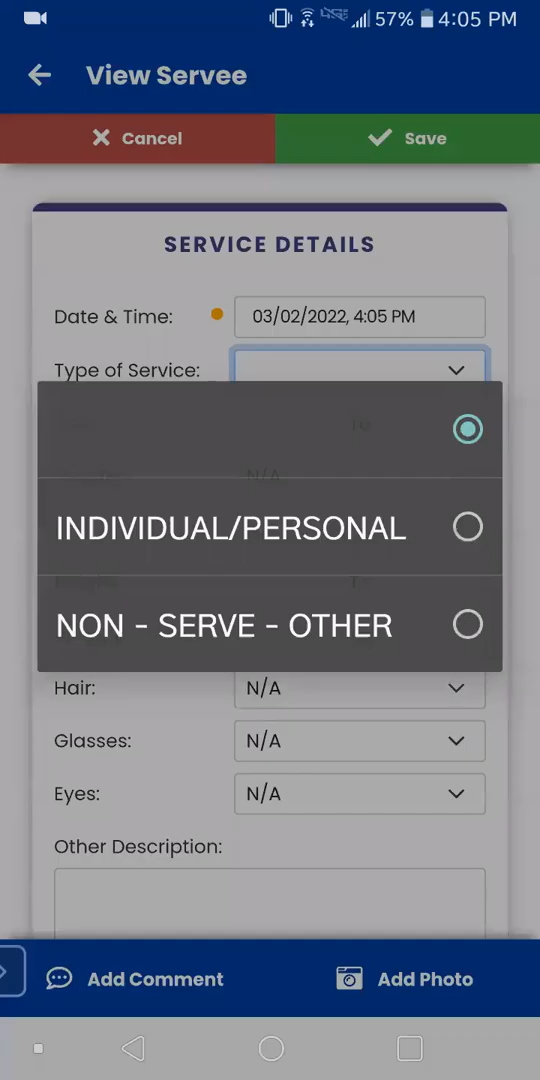 57% 4:05 PM
View Servee
Cancel
Save
SERVICE DETAILS
Date & Time:
03/02/2022, 4:05 PM
Type of Service:
To
N/A
INDIVIDUAL/PERSONAL
NON - SERVE - OTHER
Hair:
N/A
Glasses:
N/A
Eyes:
N/A
Other Description:
Add Comment
Add Photo